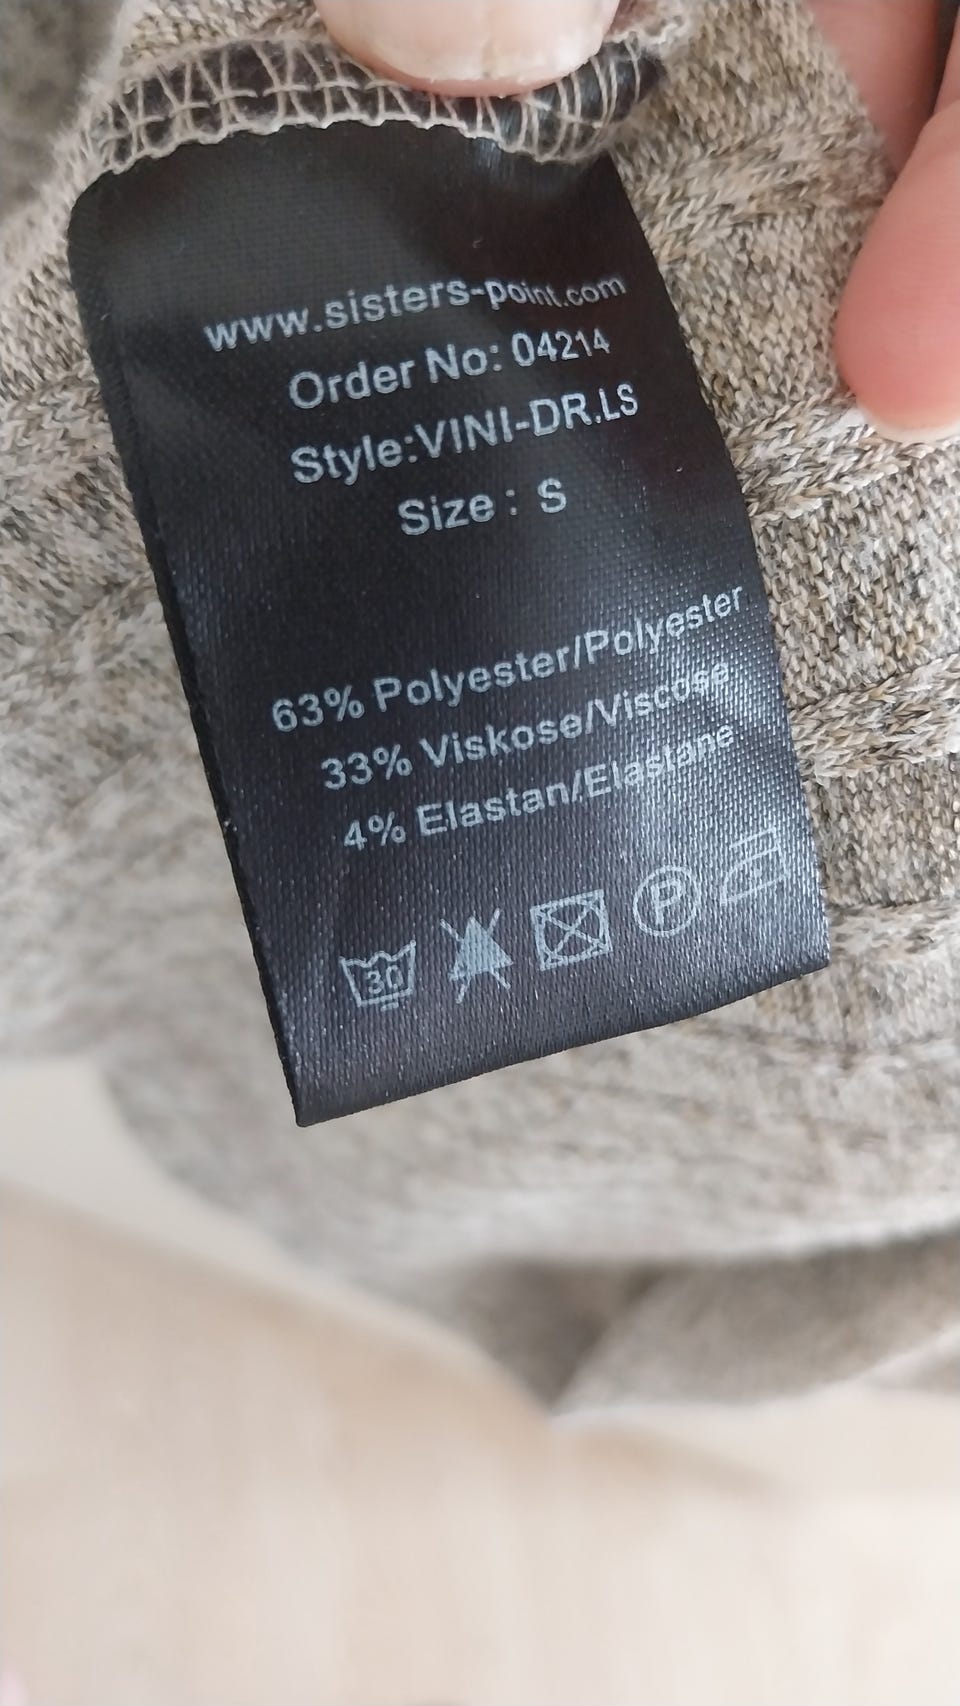 www.sisters-point.com
Order No: 04214
Style:VINI-DR.LS
Size : S
63% Polyester/Polyester
33% Viskose/Viscose
4% Elastan/Elastane
30
P